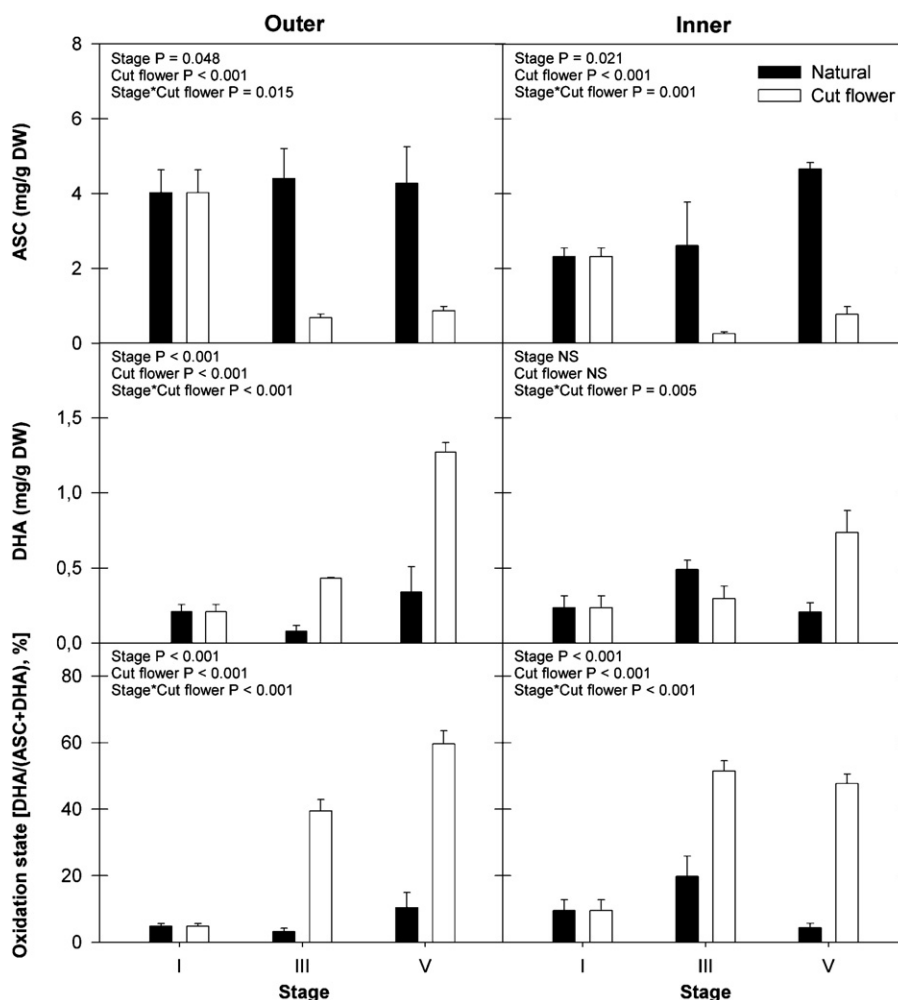 Outer
Inner
8
6
4
2
0
ASC (mg/g DW)
Stage P = 0.048
Cut flower P < 0.001
Stage*Cut flower P = 0.015
Stage P = 0.021
Cut flower P < 0.001
Stage*Cut flower P = 0.001
Natural
Cut flower
1,5
1,0
0,5
0,0
DHA (mg/g DW)
Stage P < 0.001
Cut flower P < 0.001
Stage*Cut flower P < 0.001
Stage NS
Cut flower NS
Stage*Cut flower P = 0.005
80
60
40
20
0
Oxidation state [DHA/(ASC+DHA), %]
Stage P < 0.001
Cut flower P < 0.001
Stage*Cut flower P < 0.001
Stage P < 0.001
Cut flower P < 0.001
Stage*Cut flower P < 0.001
I
III
V
I
III
V
Stage
Stage